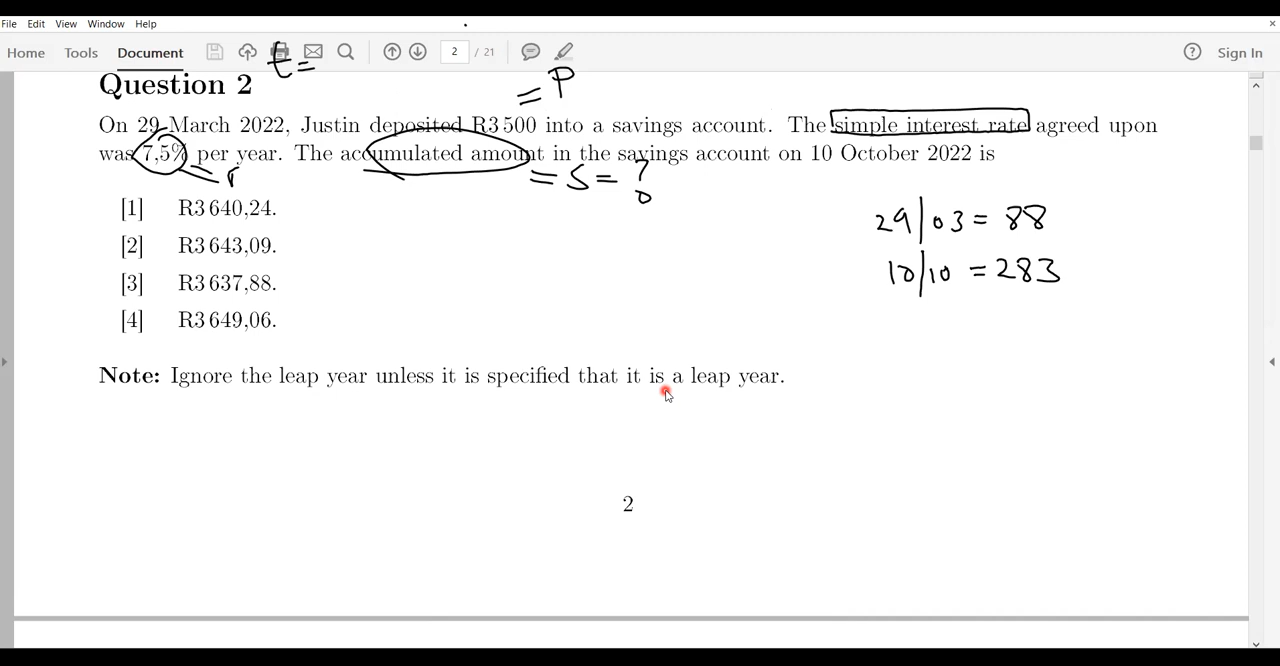 File Edit View Window Help
Home Tools Document 2 / 21 Sign In
t =
Question 2
= P
On 29 March 2022, Justin deposited R3 500 into a savings account. The simple interest rate agreed upon
was 7,5% per year. The accumulated amount in the savings account on 10 October 2022 is
= r
= S = ?
[1] R3 640,24.
29/03 = 88
[2] R3 643,09.
10/10 = 283
[3] R3 637,88.
[4] R3 649,06.
Note: Ignore the leap year unless it is specified that it is a leap year.
2